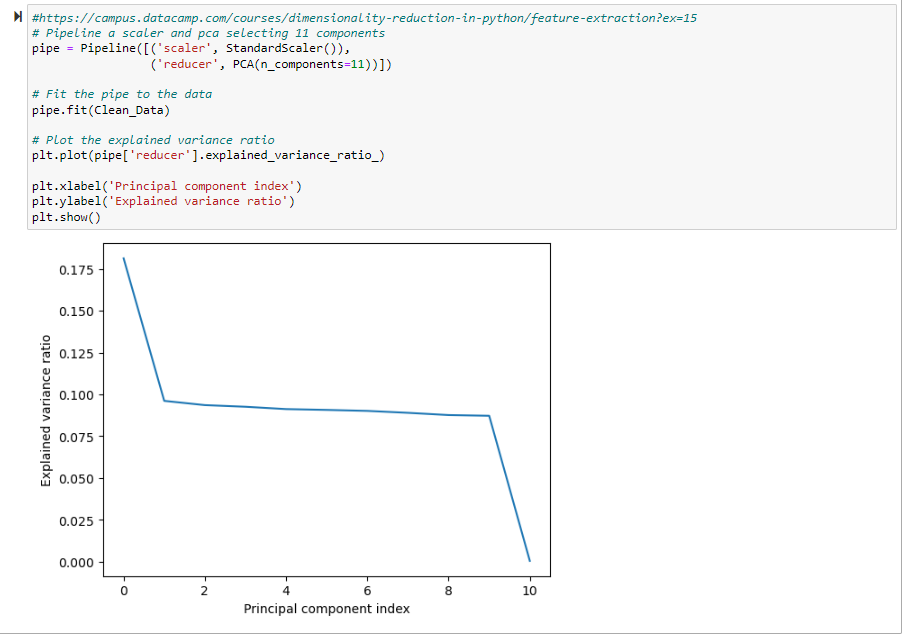 #https://campus.datacamp.com/courses/dimensionality-reduction-in-python/feature-extraction?ex=15
# Pipeline a scaler and pca selecting 11 components
pipe = Pipeline([('scaler', StandardScaler()),
                 ('reducer', PCA(n_components=11))])
# Fit the pipe to the data
pipe.fit(Clean_Data)
# Plot the explained variance ratio
plt.plot(pipe['reducer'].explained_variance_ratio_)
plt.xlabel('Principal component index')
plt.ylabel('Explained variance ratio')
plt.show()
Explained variance ratio
0.175
0.150
0.125
0.100
0.075
0.050
0.025
0.000
0 2 4 6 8 10
Principal component index